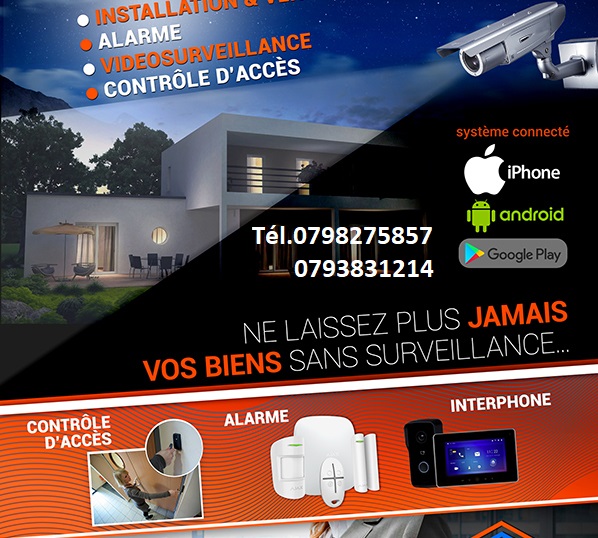 INSTALLATION &
ALARME
VIDEOSURVEILLANCE
CONTRÔLE D'ACCÈS
système connecté
iPhone
android
Google Play
Tél.0798275857
0793831214
NE LAISSEZ PLUS JAMAIS
VOS BIENS SANS SURVEILLANCE...
CONTRÔLE
D'ACCÈS
ALARME
INTERPHONE